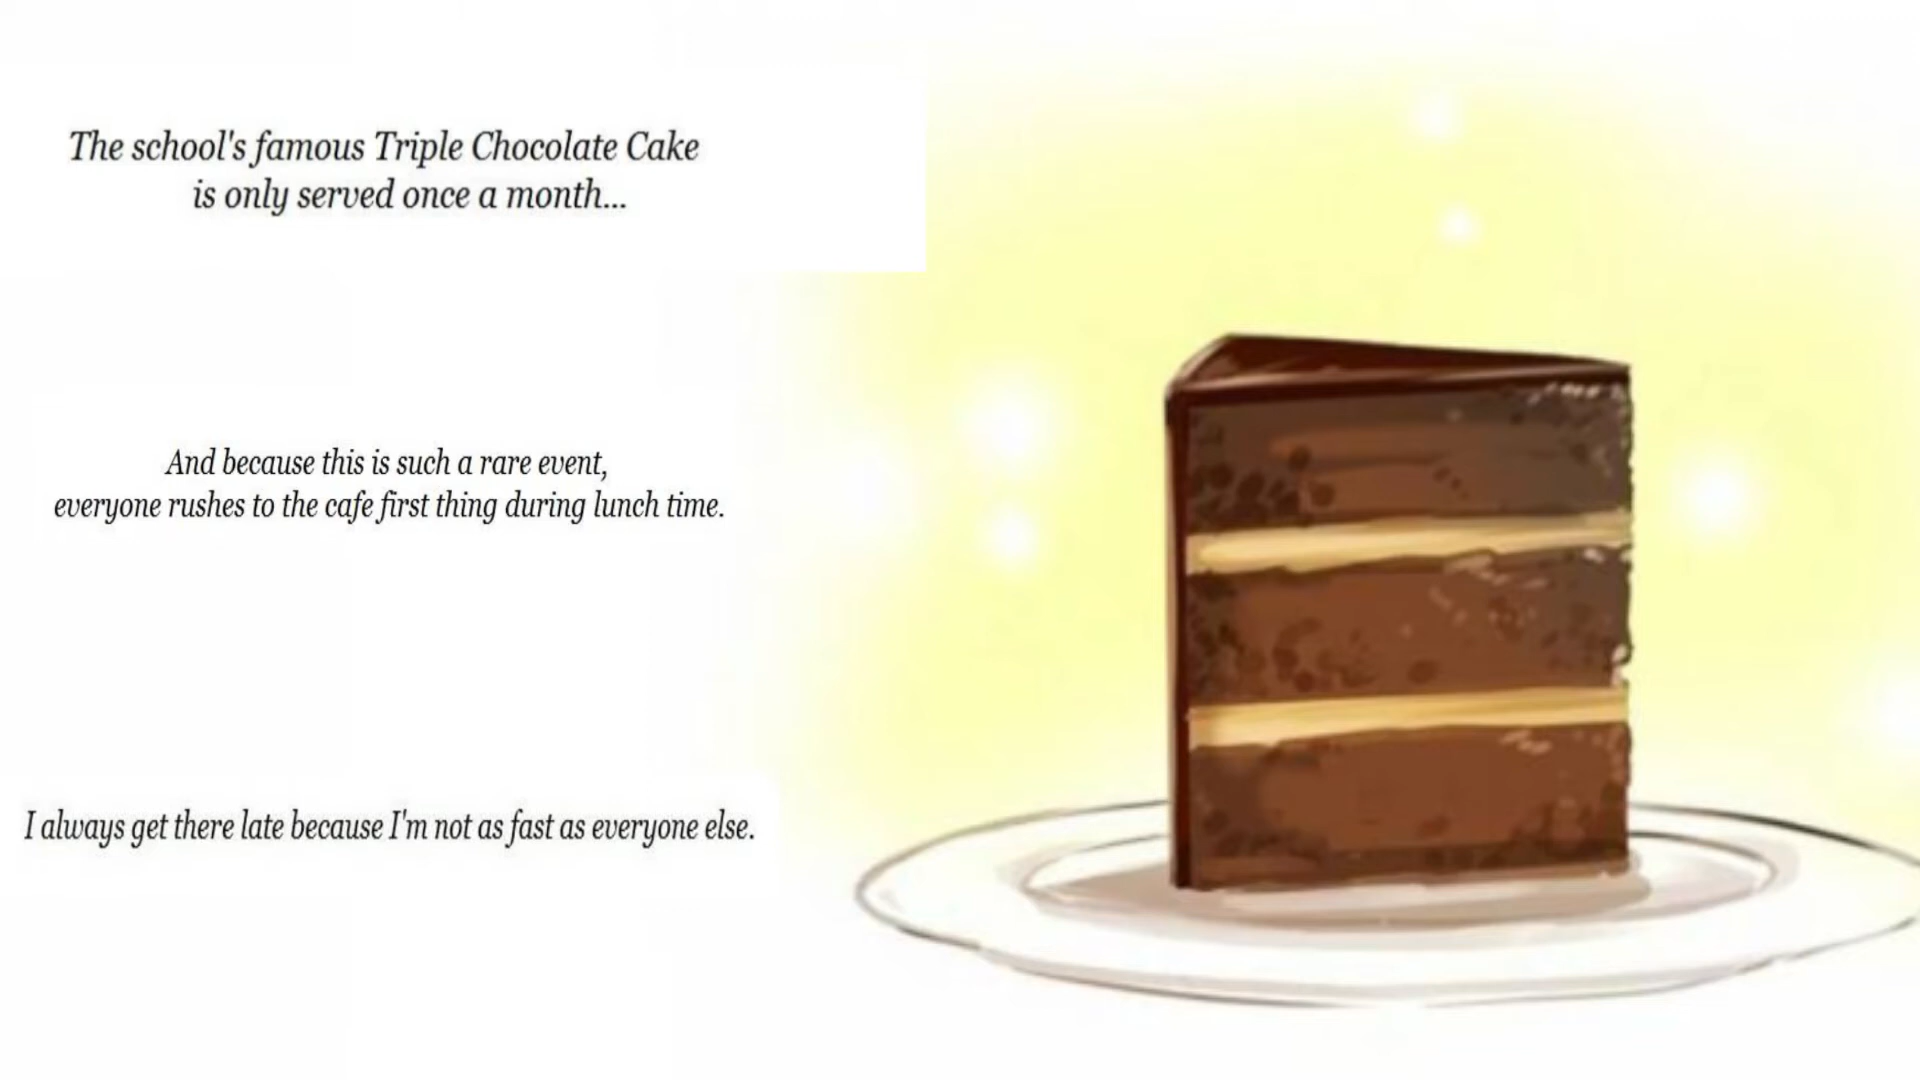 The school's famous Triple Chocolate Cake
is only served once a month...
And because this is such a rare event,
everyone rushes to the cafe first thing during lunch time.
I always get there late because I'm not as fast as everyone else.